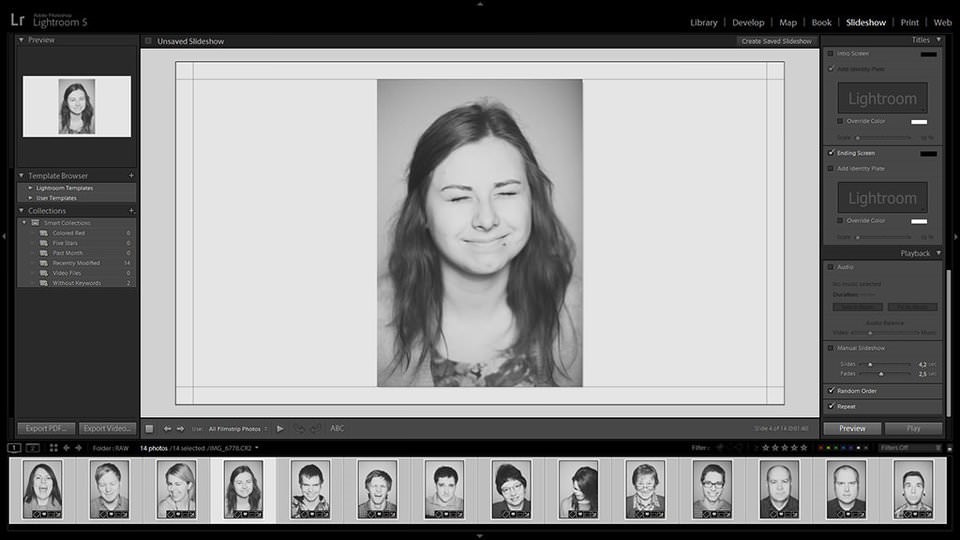 Lr
Adobe Photoshop
Lightroom 5
Library | Develop | Map | Book | Slideshow | Print | Web
Preview
Unsaved Slideshow
Create Saved Slideshow
Titles
Intro Screen
Add Identity Plate
Lightroom
Override Color
Scale
Ending Screen
Add Identity Plate
Lightroom
Override Color
Scale
Template Browser +
Lightroom Templates
User Templates
Collections +
Smart Collections
Colored Red 0
Five Stars 0
Past Month 0
Recently Modified 14
Video Files 0
Without Keywords 2
Playback
Audio
No music selected
Duration:
Audio Balance
Video Music
Manual Slideshow
Slides 4,2 sec
Fades 2,5 sec
Random Order
Repeat
Export PDF... Export Video...
Use: All Filmstrip Photos ABC
Slide 4 of 14 (0:01:40)
Preview Play
1 2 Folder : RAW 14 photos /14 selected /IMG_6778.CR2
Filter : Filters Off